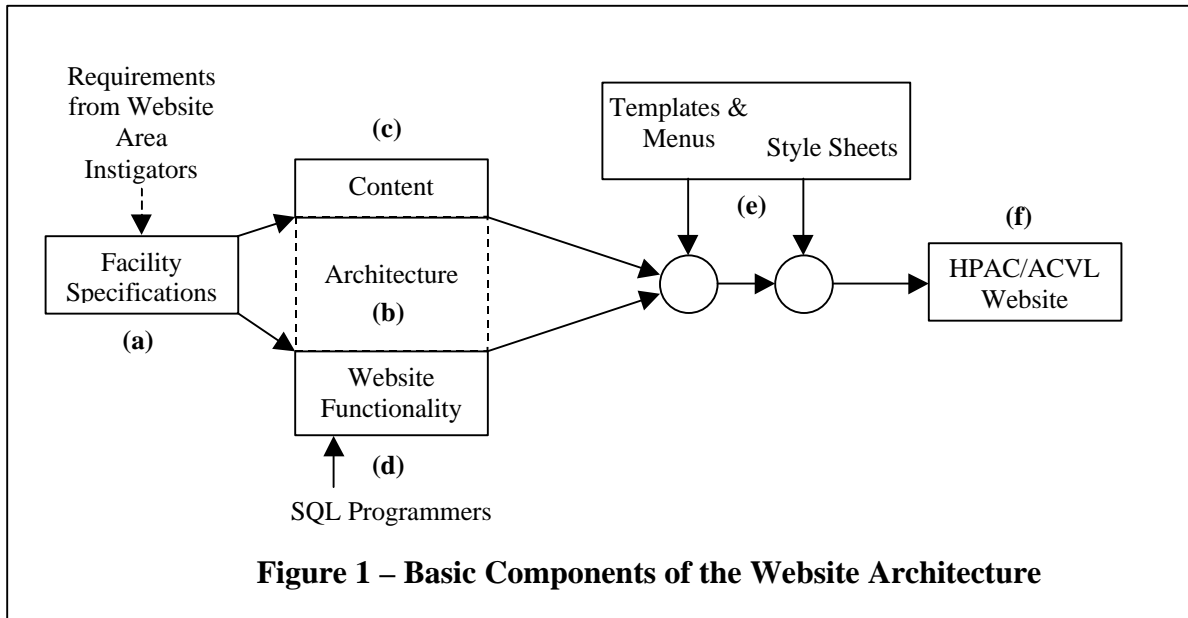 Requirements
from Website
Area
Instigators
Facility
Specifications
(a)
(c)
Content
Architecture
(b)
Website
Functionality
(d)
SQL Programmers
Templates &
Menus
Style Sheets
(e)
(f)
HPAC/ACVL
Website
Figure 1 – Basic Components of the Website Architecture